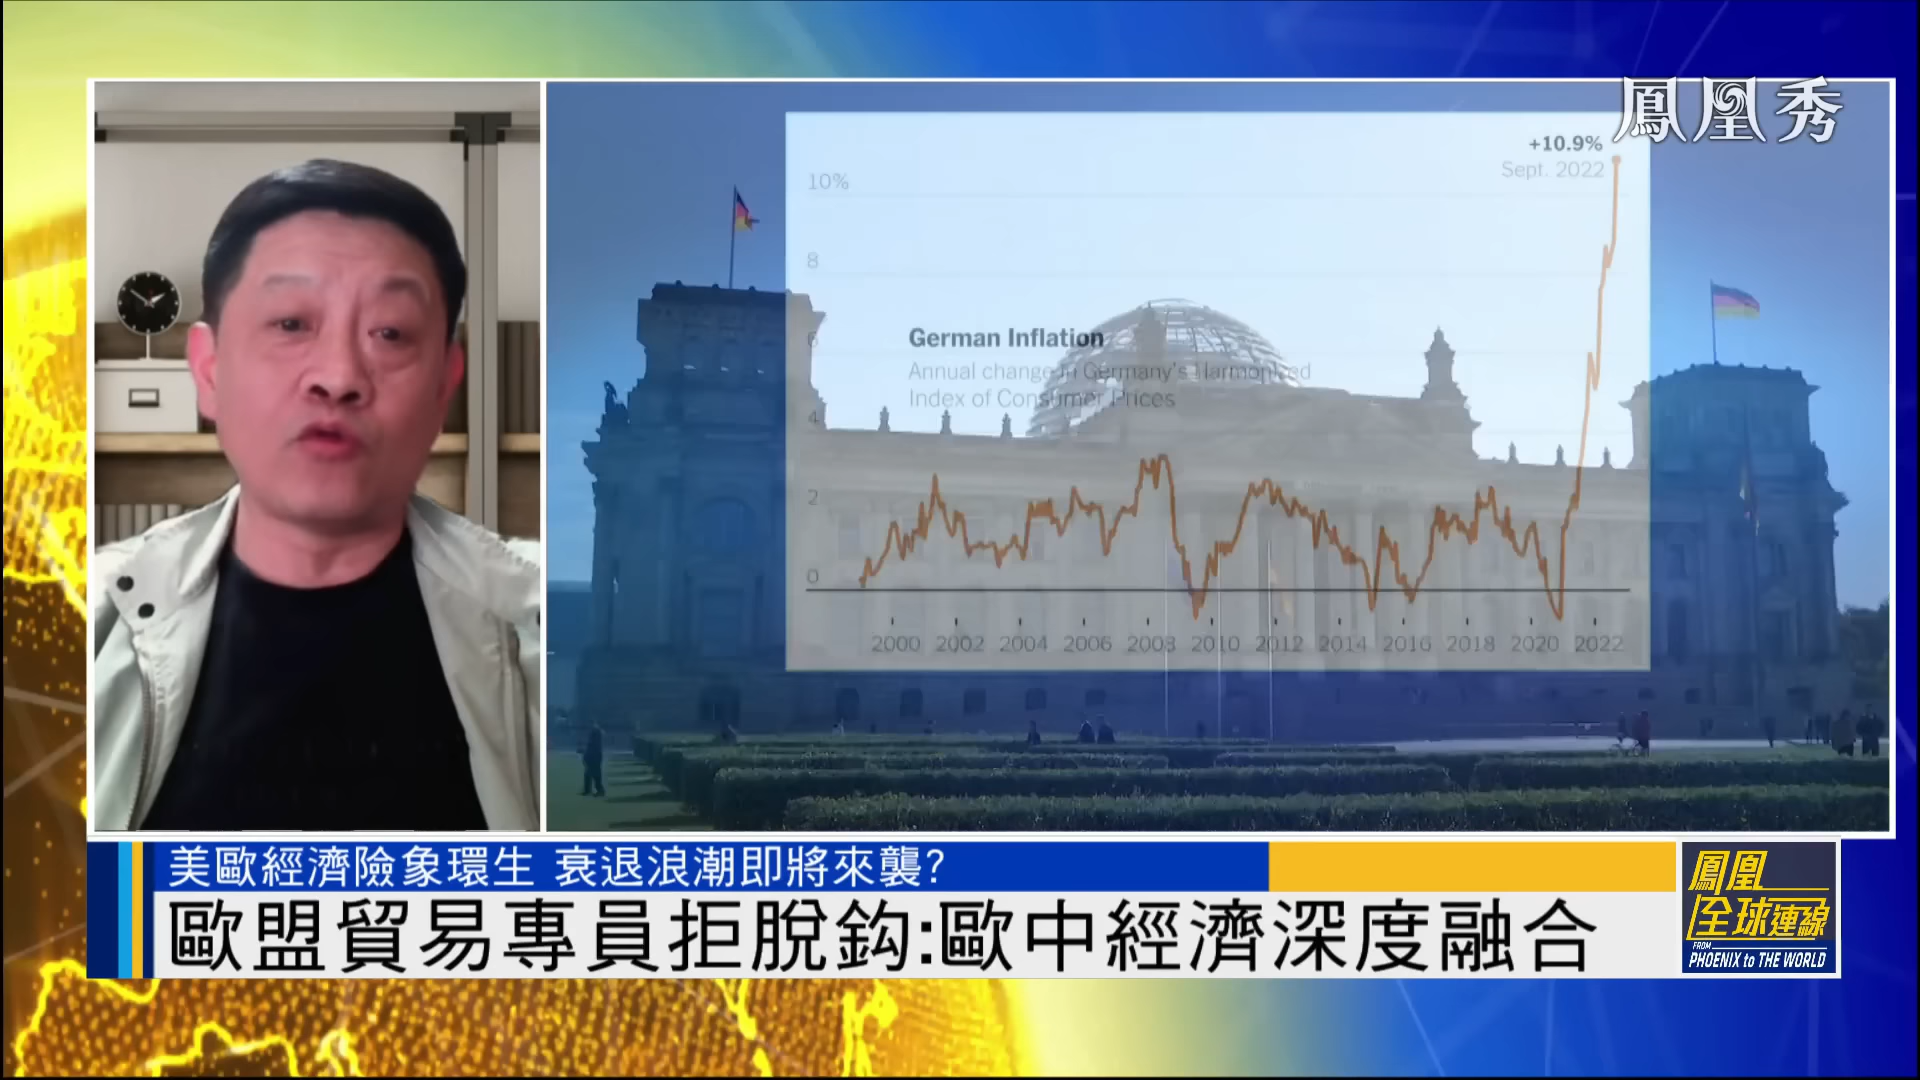 鳳凰秀
+10.9%
Sept. 2022
10%
8
6
4
2
0
German Inflation
Annual change in Germany's Harmonized
Index of Consumer Prices
2000 2002 2004 2006 2008 2010 2012 2014 2016 2018 2020 2022
美歐經濟險象環生 衰退浪潮即將來襲?
歐盟貿易專員拒脫鈎:歐中經濟深度融合
鳳凰
全球連線
FROM
PHOENIX to THE WORLD